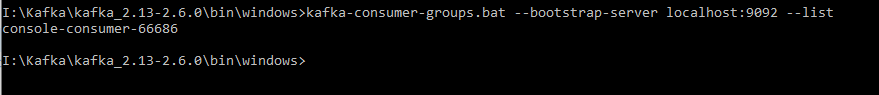 I:\Kafka\kafka_2.13-2.6.0\bin\windows>kafka-consumer-groups.bat --bootstrap-server localhost:9092 --list
console-consumer-66686
I:\Kafka\kafka_2.13-2.6.0\bin\windows>